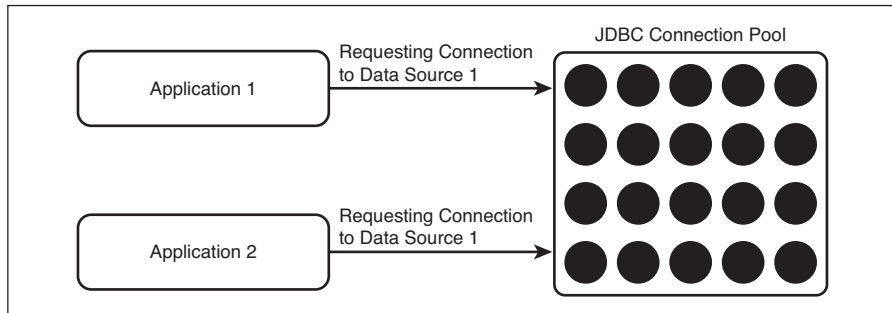 JDBC Connection Pool
Requesting Connection
to Data Source 1
Application 1
Requesting Connection
to Data Source 1
Application 2